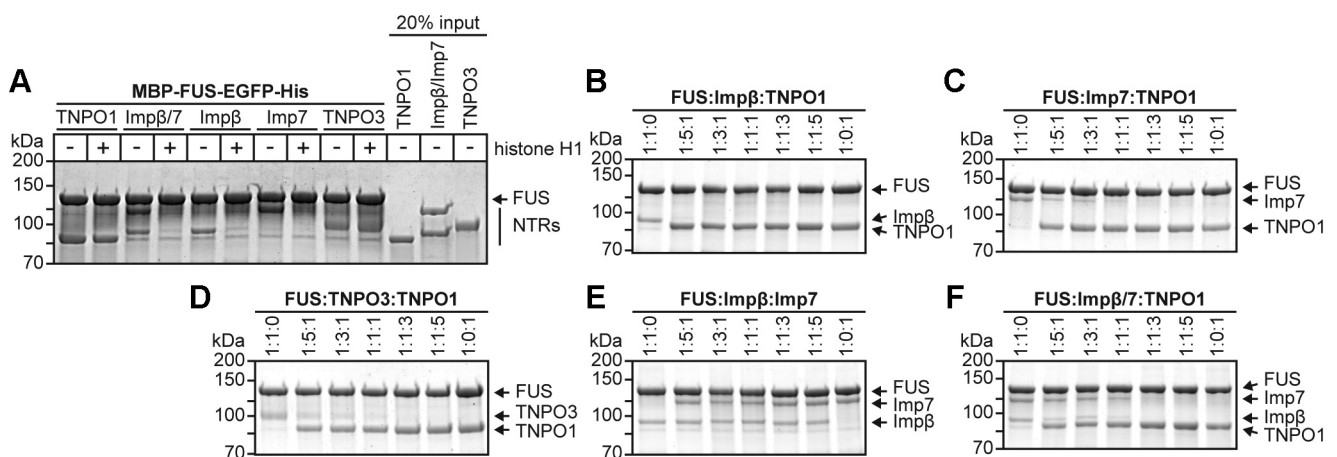 20% input
A
MBP-FUS-EGFP-His
TNPO1 Impβ/7 Impβ Imp7 TNPO3 TNPO1 Impβ/Imp7 TNPO3
kDa - + - + - + - + - + - - - histone H1
200
150
100
70
FUS
NTRs
B
FUS:Impβ:TNPO1
kDa 1:1:0 1:5:1 1:3:1 1:1:1 1:1:3 1:1:5 1:0:1
200
150
100
70
FUS
Impβ
TNPO1
C
FUS:Imp7:TNPO1
kDa 1:1:0 1:5:1 1:3:1 1:1:1 1:1:3 1:1:5 1:0:1
200
150
100
70
FUS
Imp7
TNPO1
D
FUS:TNPO3:TNPO1
kDa 1:1:0 1:5:1 1:3:1 1:1:1 1:1:3 1:1:5 1:0:1
200
150
100
70
FUS
TNPO3
TNPO1
E
FUS:Impβ:Imp7
kDa 1:1:0 1:5:1 1:3:1 1:1:1 1:1:3 1:1:5 1:0:1
200
150
100
70
FUS
Imp7
Impβ
F
FUS:Impβ/7:TNPO1
kDa 1:1:0 1:5:1 1:3:1 1:1:1 1:1:3 1:1:5 1:0:1
200
150
100
70
FUS
Imp7
Impβ
TNPO1